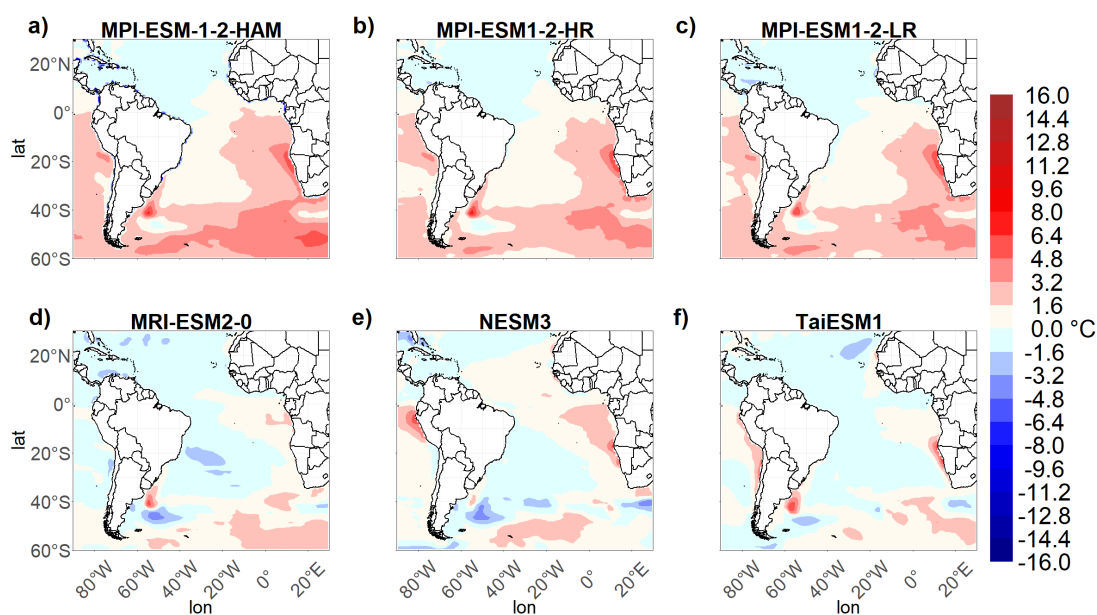 a) MPI-ESM-1-2-HAM
b) MPI-ESM1-2-HR
c) MPI-ESM1-2-LR
20°N
0°
20°S
40°S
60°S
lat
d) MRI-ESM2-0
e) NESM3
f) TaiESM1
20°N
0°
20°S
40°S
60°S
lat
80°W
60°W
40°W
20°W
0°
20°E
lon
80°W
60°W
40°W
20°W
0°
20°E
lon
80°W
60°W
40°W
20°W
0°
20°E
lon
16.0
14.4
12.8
11.2
9.6
8.0
6.4
4.8
3.2
1.6
0.0 °C
-1.6
-3.2
-4.8
-6.4
-8.0
-9.6
-11.2
-12.8
-14.4
-16.0